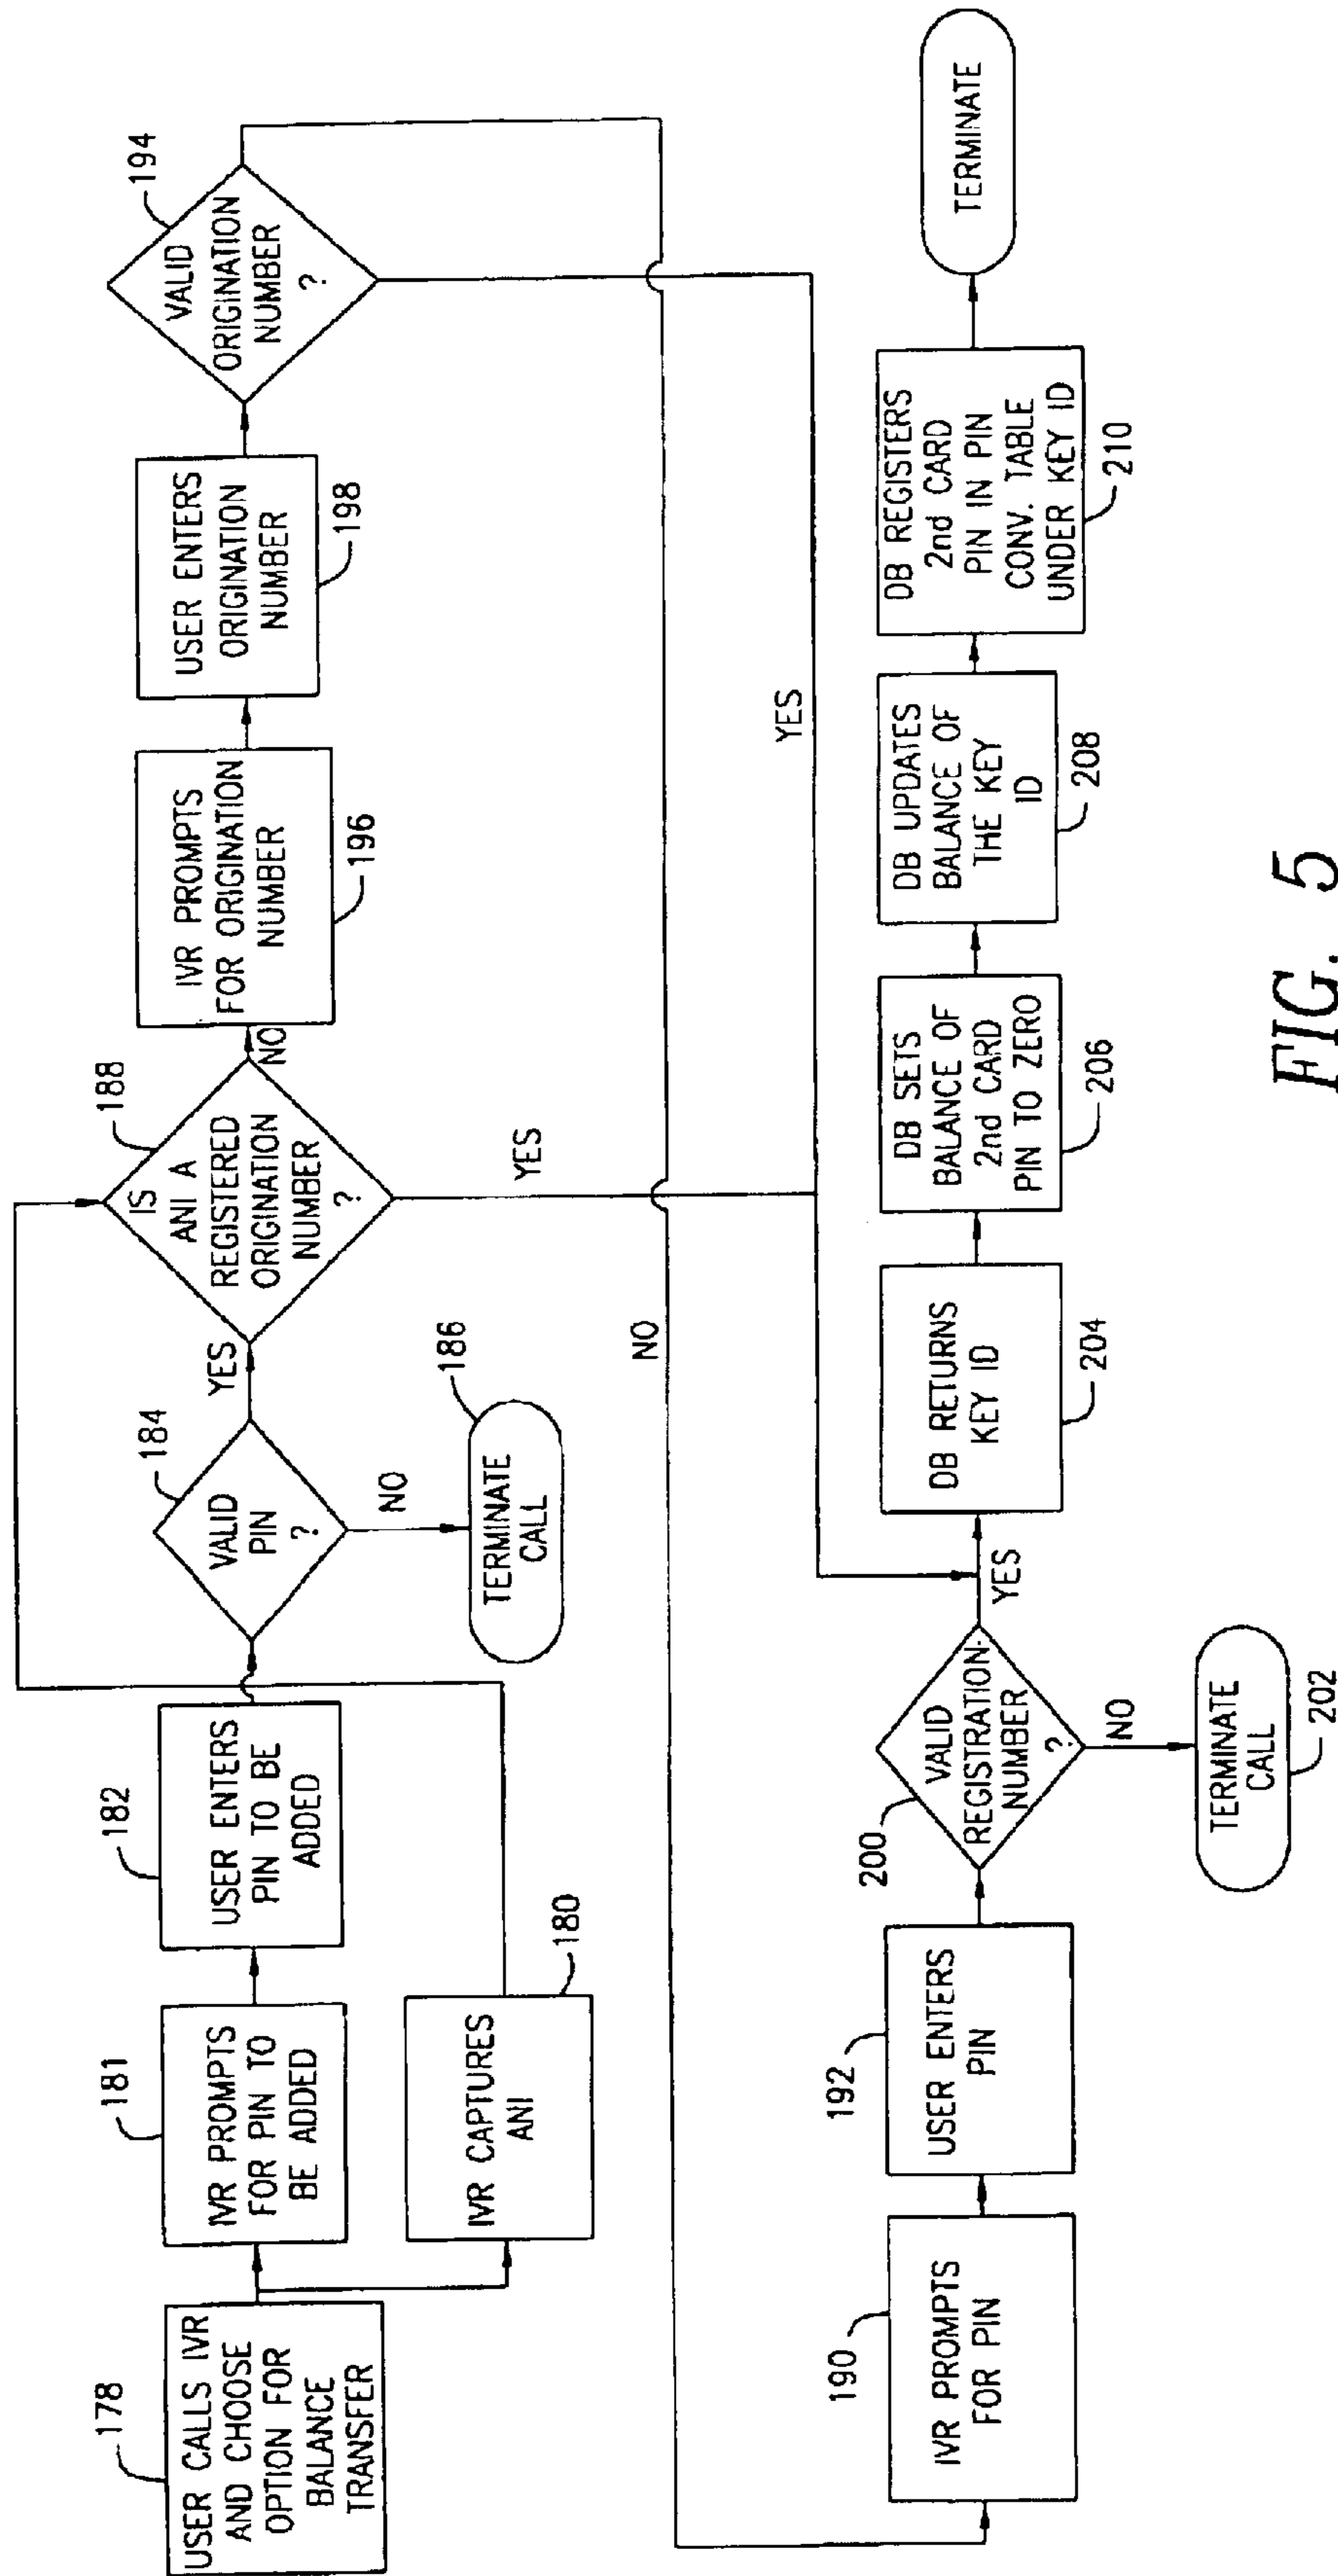 178
USER CALLS IVR
AND CHOOSE
OPTION FOR
BALANCE
TRANSFER
181
IVR PROMPTS
FOR PIN TO
BE ADDED
182
USER ENTERS
PIN TO BE
ADDED
IVR CAPTURES
ANI
180
184
VALID
PIN
?
YES
NO
186
TERMINATE
CALL
188
IS
ANI A
REGISTERED
ORIGINATION
NUMBER
?
NO
YES
IVR PROMPTS
FOR ORIGINATION
NUMBER
196
USER ENTERS
ORIGINATION
NUMBER
198
194
VALID
ORIGINATION
NUMBER
?
YES
NO
190
IVR PROMPTS
FOR PIN
192
USER ENTERS
PIN
200
VALID
REGISTRATION-
NUMBER
?
YES
NO
TERMINATE
CALL
202
DB RETURNS
KEY ID
204
DB SETS
BALANCE OF
2nd CARD
PIN TO ZERO
206
DB UPDATES
BALANCE OF
THE KEY
ID
208
DB REGISTERS
2nd CARD
PIN IN PIN
CONV. TABLE
UNDER KEY ID
210
TERMINATE
FIG. 5